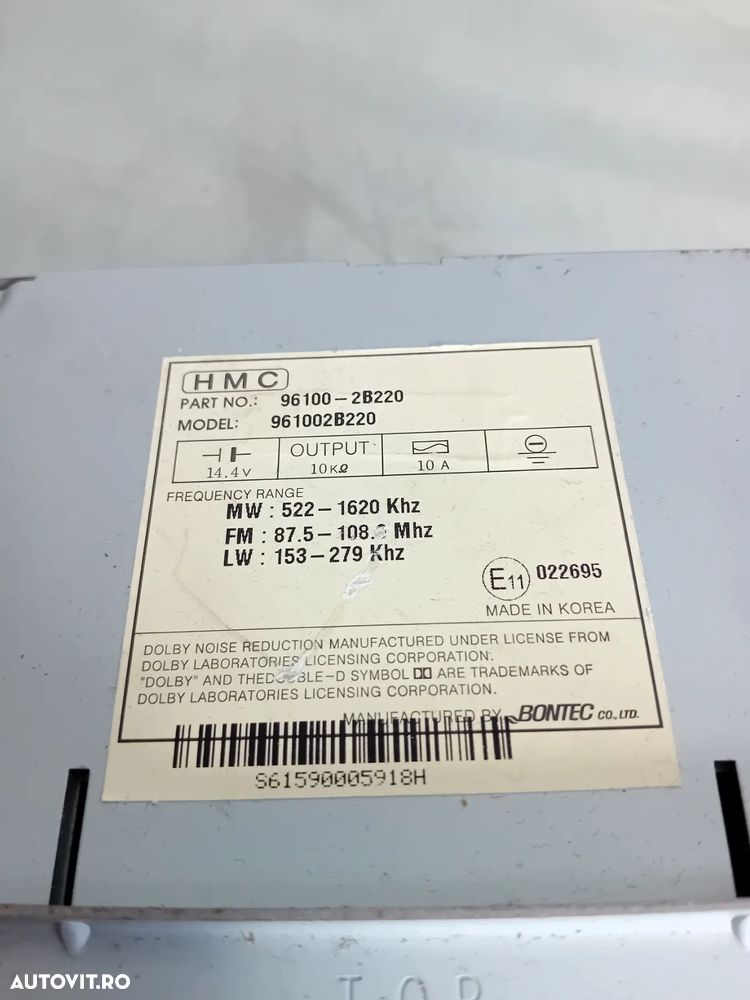 HMC
PART NO.: 96100-2B220
MODEL: 961002B220
14.4V
OUTPUT
10KΩ
10 A
FREQUENCY RANGE
MW : 522-1620 Khz
FM : 87.5-108. Mhz
LW : 153-279 Khz
E11 022695
MADE IN KOREA
DOLBY NOISE REDUCTION MANUFACTURED UNDER LICENSE FROM
DOLBY LABORATORIES LICENSING CORPORATION.
"DOLBY" AND THEDOUBLE-D SYMBOL ARE TRADEMARKS OF
DOLBY LABORATORIES LICENSING CORPORATION.
MANUFACTURED BY BONTEC CO., LTD.
S61590005918H
TOP
AUTOVIT.RO